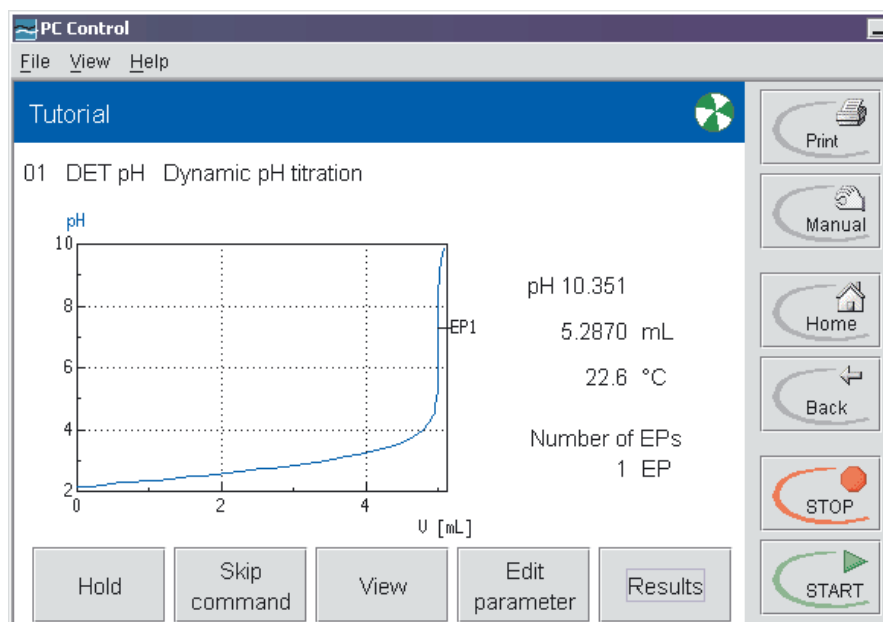 PC Control
File View Help
Tutorial
01 DET pH Dynamic pH titration
pH
10
8
6
4
2
0
2
4
V [mL]
EP1
pH 10.351
5.2870 mL
22.6 °C
Number of EPs
1 EP
Hold
Skip
command
View
Edit
parameter
Results
Print
Manual
Home
Back
STOP
START